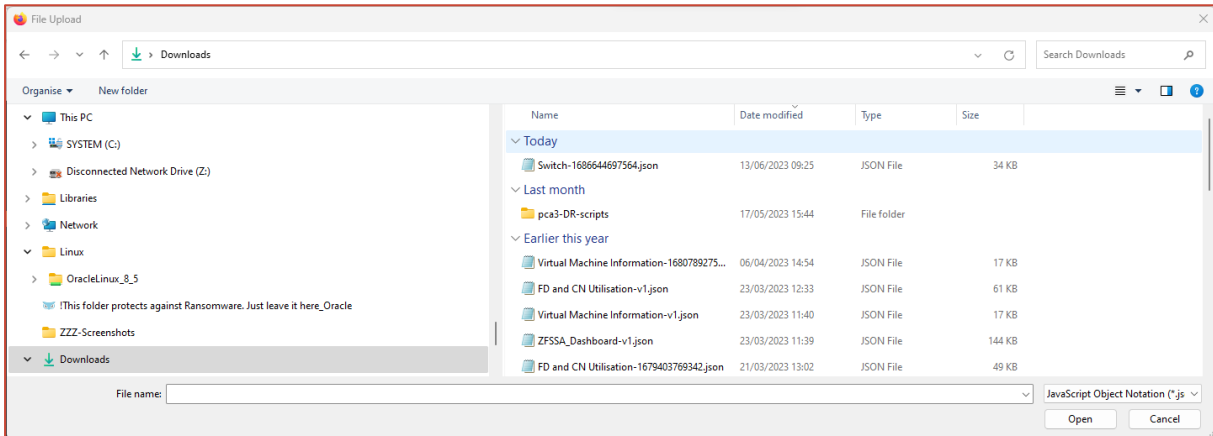 File Upload
Downloads
Search Downloads
Organise
New folder
This PC
SYSTEM (C:)
Disconnected Network Drive (Z:)
Libraries
Network
Linux
OracleLinux_8_5
!This folder protects against Ransomware. Just leave it here_Oracle
ZZZ-Screenshots
Downloads
Name Date modified Type Size
Today
Switch-1686644697564.json 13/06/2023 09:25 JSON File 34 KB
Last month
pca3-DR-scripts 17/05/2023 15:44 File folder
Earlier this year
Virtual Machine Information-1680789275... 06/04/2023 14:54 JSON File 17 KB
FD and CN Utilisation-v1.json 23/03/2023 12:33 JSON File 61 KB
Virtual Machine Information-v1.json 23/03/2023 11:40 JSON File 17 KB
ZFSSA_Dashboard-v1.json 23/03/2023 11:39 JSON File 144 KB
FD and CN Utilisation-1679403769342.json 21/03/2023 13:02 JSON File 49 KB
File name:
JavaScript Object Notation (*.js
Open Cancel